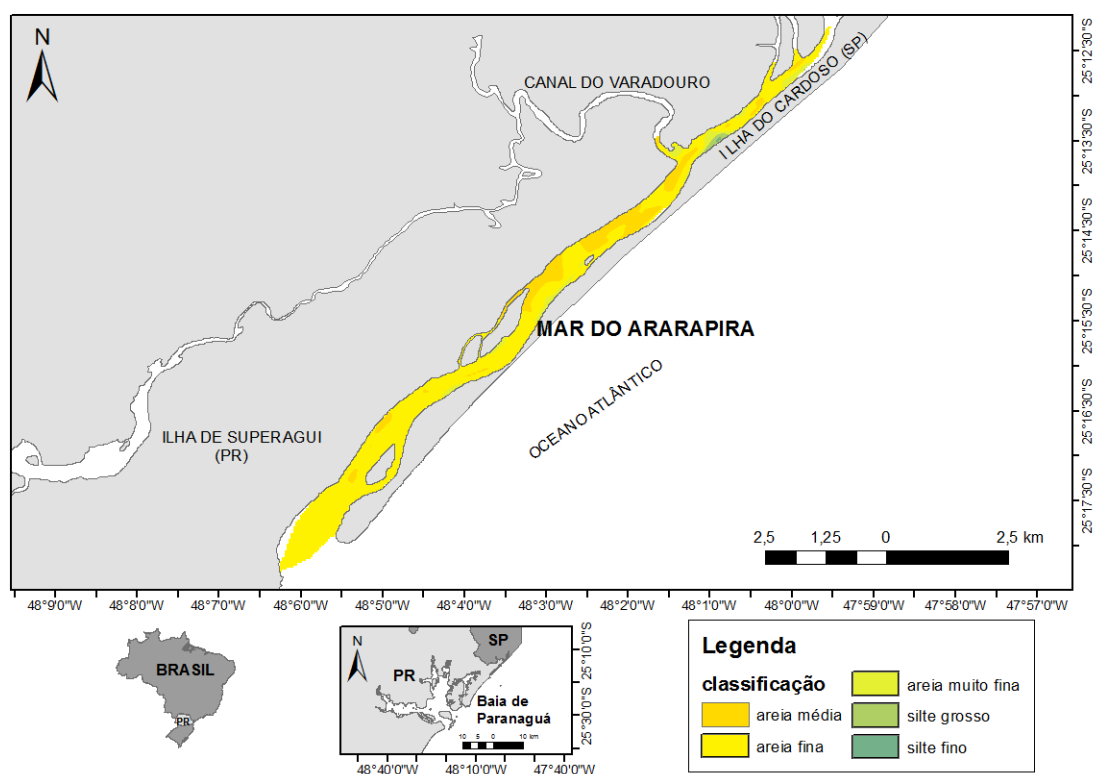 N
CANAL DO VARADOURO
ILHA DO CARDOSO (SP)
MAR DO ARARAPIRA
OCEANO ATLÂNTICO
ILHA DE SUPERAGUI
(PR)
2,5 1,25 0 2,5 km
25°12'30"S
25°13'30"S
25°14'30"S
25°15'30"S
25°16'30"S
25°17'30"S
48°9'0"W 48°8'0"W 48°7'0"W 48°6'0"W 48°5'0"W 48°4'0"W 48°3'0"W 48°2'0"W 48°1'0"W 48°0'0"W 47°59'0"W 47°58'0"W 47°57'0"W
BRASIL
PR
N
SP
PR
Baia de
Paranaguá
10 5 0 10 km
25°10'0"S
25°30'0"S
48°40'0"W 48°10'0"W 47°40'0"W
Legenda
classificação
areia média
areia fina
areia muito fina
silte grosso
silte fino